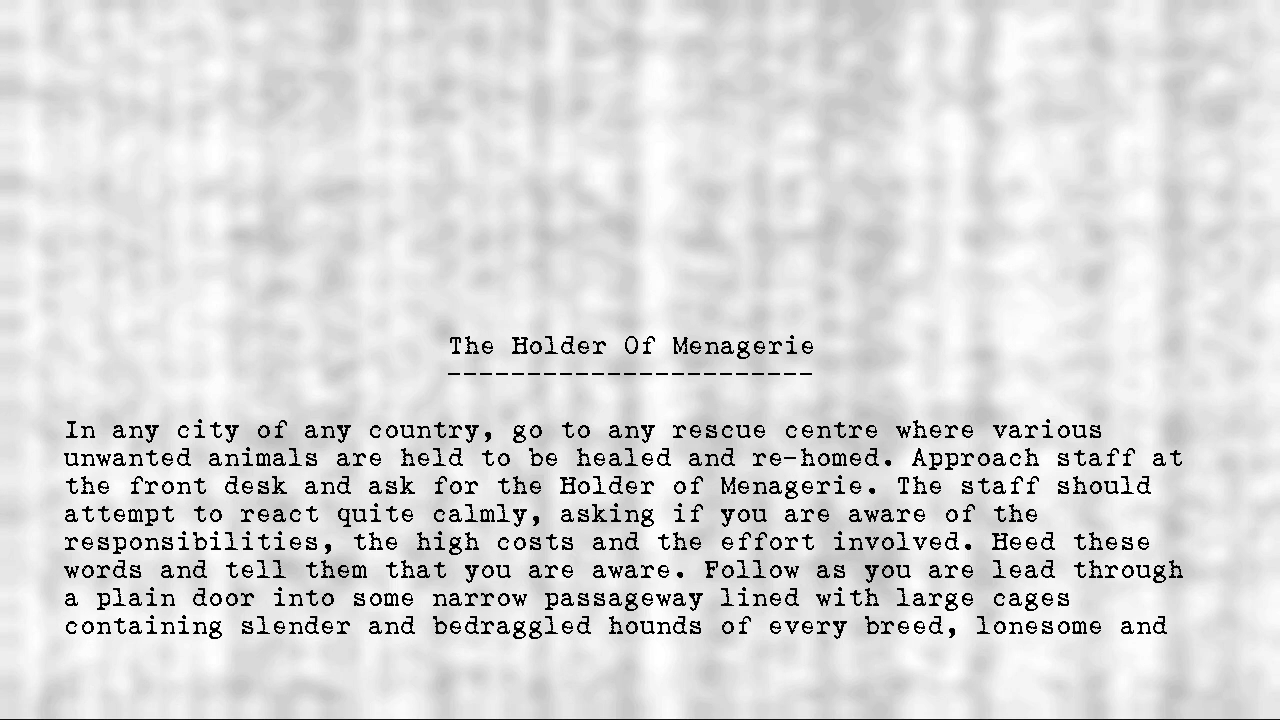 The Holder Of Menagerie
-----------------------
In any city of any country, go to any rescue centre where various
unwanted animals are held to be healed and re-homed. Approach staff at
the front desk and ask for the Holder of Menagerie. The staff should
attempt to react quite calmly, asking if you are aware of the
responsibilities, the high costs and the effort involved. Heed these
words and tell them that you are aware. Follow as you are lead through
a plain door into some narrow passageway lined with large cages
containing slender and bedraggled hounds of every breed, lonesome and